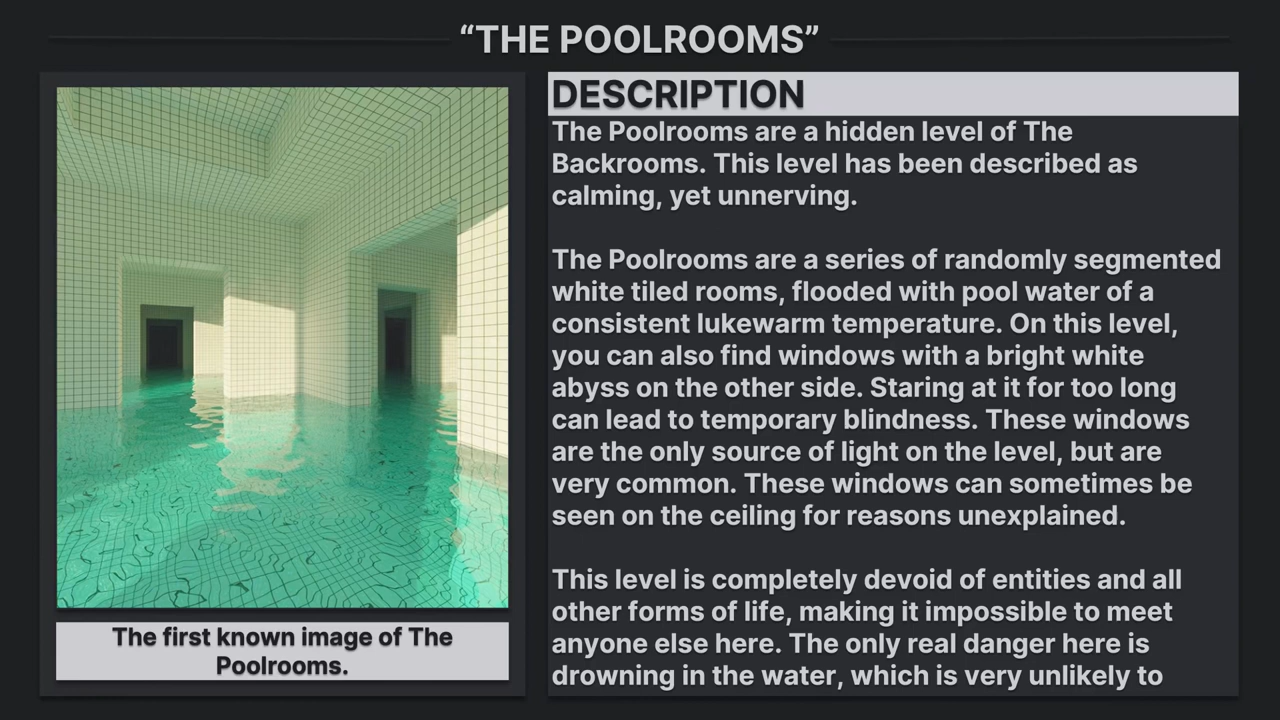 “THE POOLROOMS”
The first known image of The
Poolrooms.
DESCRIPTION
The Poolrooms are a hidden level of The
Backrooms. This level has been described as
calming, yet unnerving.
The Poolrooms are a series of randomly segmented
white tiled rooms, flooded with pool water of a
consistent lukewarm temperature. On this level,
you can also find windows with a bright white
abyss on the other side. Staring at it for too long
can lead to temporary blindness. These windows
are the only source of light on the level, but are
very common. These windows can sometimes be
seen on the ceiling for reasons unexplained.
This level is completely devoid of entities and all
other forms of life, making it impossible to meet
anyone else here. The only real danger here is
drowning in the water, which is very unlikely to